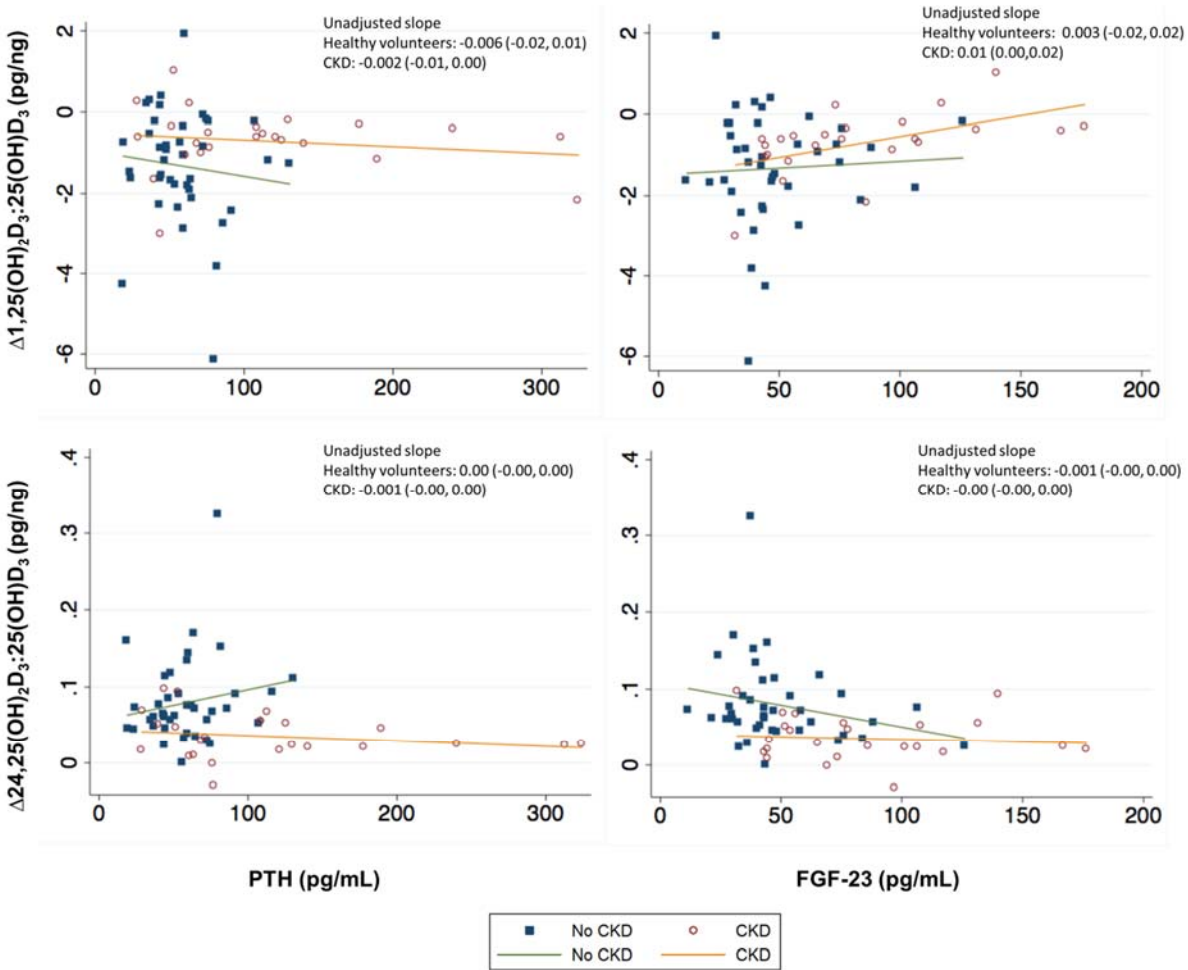 Unadjusted slope
Healthy volunteers: -0.006 (-0.02, 0.01)
CKD: -0.002 (-0.01, 0.00)
Δ1,25(OH)₂D₃:25(OH)D₃ (pg/ng)
2
0
-2
-4
-6
0
100
200
300
Unadjusted slope
Healthy volunteers: 0.003 (-0.02, 0.02)
CKD: 0.01 (0.00,0.02)
2
0
-2
-4
-6
0
50
100
150
200
Unadjusted slope
Healthy volunteers: 0.00 (-0.00, 0.00)
CKD: -0.001 (-0.00, 0.00)
Δ24,25(OH)₂D₃:25(OH)D₃ (pg/ng)
.4
.3
.2
.1
0
0
100
200
300
Unadjusted slope
Healthy volunteers: -0.001 (-0.00, 0.00)
CKD: -0.00 (-0.00, 0.00)
.4
.3
.2
.1
0
0
50
100
150
200
PTH (pg/mL)
FGF-23 (pg/mL)
No CKD CKD
No CKD CKD